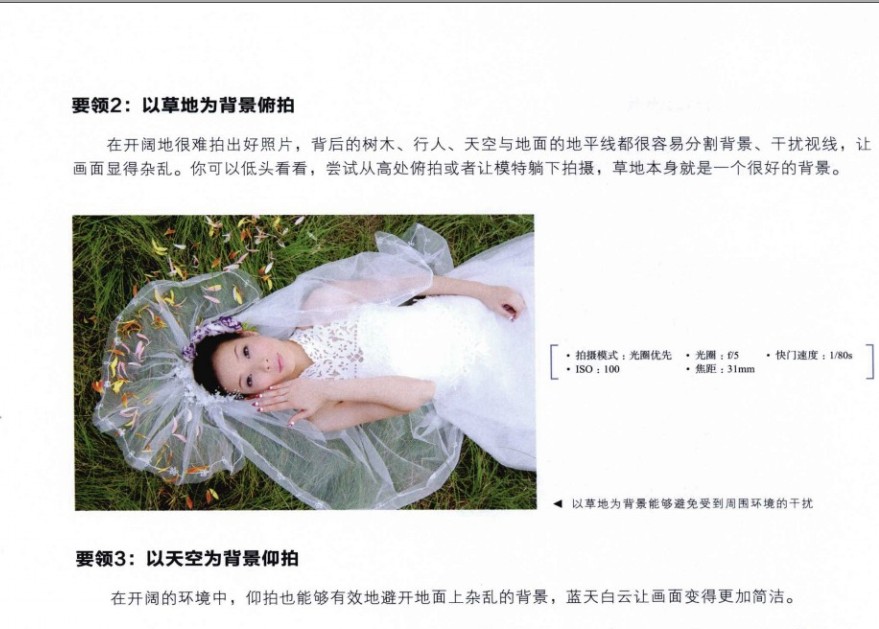 要领2：以草地为背景俯拍
在开阔地很难拍出好照片，背后的树木、行人、天空与地面的地平线都很容易分割背景、干扰视线，让
画面显得杂乱。你可以低头看看，尝试从高处俯拍或者让模特躺下拍摄，草地本身就是一个很好的背景。
• 拍摄模式：光圈优先 • 光圈：f/5 • 快门速度：1/80s
• ISO：100 • 焦距：31mm
◀ 以草地为背景能够避免受到周围环境的干扰
要领3：以天空为背景仰拍
在开阔的环境中，仰拍也能够有效地避开地面上杂乱的背景，蓝天白云让画面变得更加简洁。